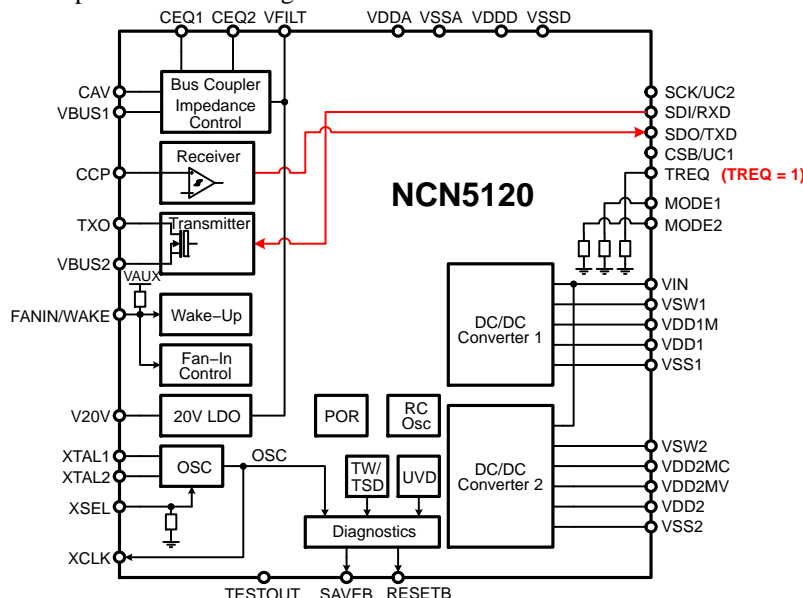 CEQ1 CEQ2 VFILT VDDA VSSA VDDD VSSD
CAV
VBUS1
Bus Coupler
Impedance
Control
SCK/UC2
SDI/RXD
SDO/TXD
CSB/UC1
TREQ (TREQ = 1)
MODE1
MODE2
CCP
Receiver
NCN5120
TXO
Transmitter
VBUS2
VAUX
FANIN/WAKE
Wake−Up
Fan−In
Control
DC/DC
Converter 1
VIN
VSW1
VDD1M
VDD1
VSS1
V20V
20V LDO
POR
RC
Osc
XTAL1
XTAL2
OSC
OSC
XSEL
TW/
TSD
UVD
DC/DC
Converter 2
VSW2
VDD2MC
VDD2MV
VDD2
VSS2
Diagnostics
XCLK
TESTOUT SAVEB RESETB